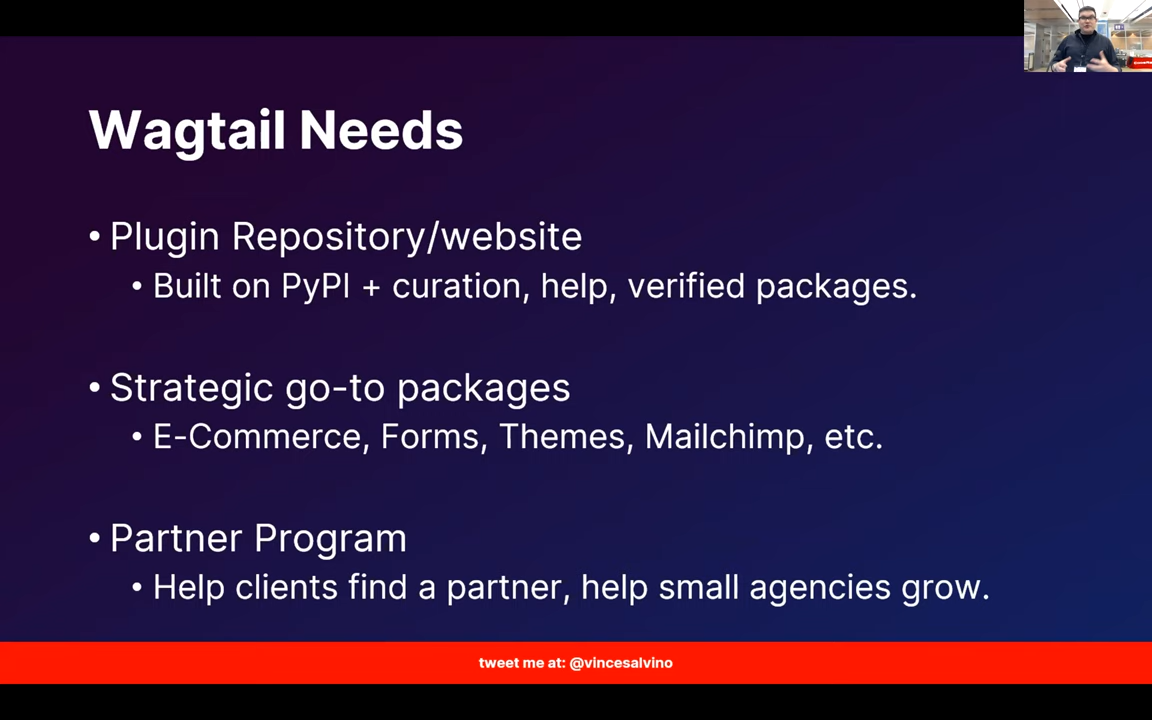 Wagtail Needs
• Plugin Repository/website
• Built on PyPI + curation, help, verified packages.
• Strategic go-to packages
• E-Commerce, Forms, Themes, Mailchimp, etc.
• Partner Program
• Help clients find a partner, help small agencies grow.
tweet me at: @vincesalvino